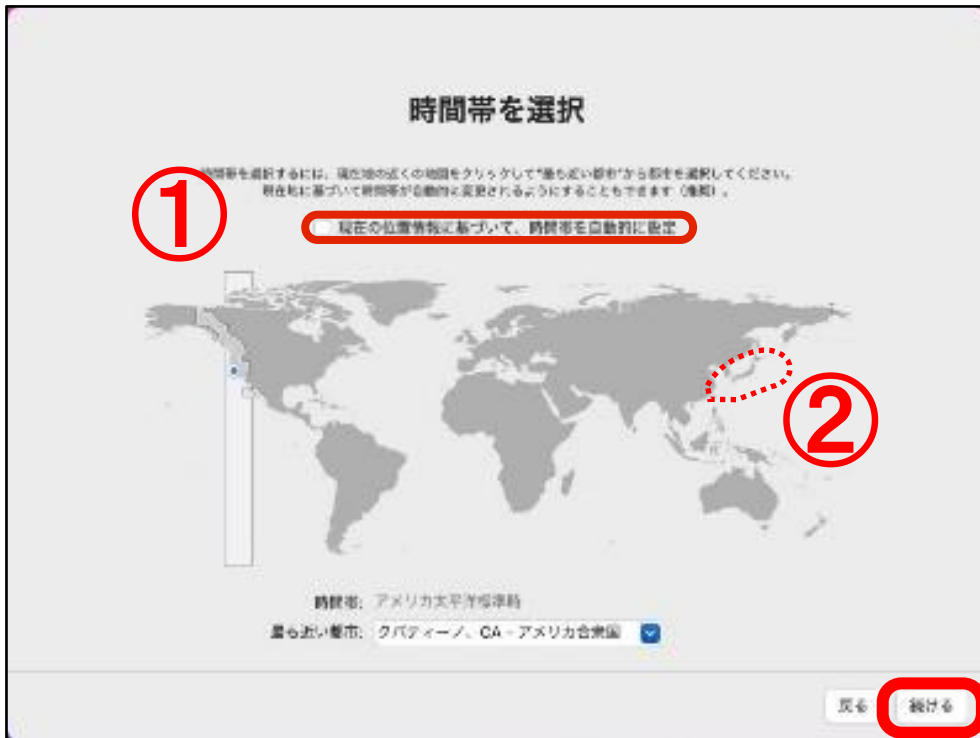 時間帯を選択
時間帯を選択するには、現在地の近くの地図をクリックして"最も近い都市"から都市を選択してください。
現在地に基づいて時間帯が自動的に変更されるようにすることもできます（推奨）。
①
現在の位置情報に基づいて、時間帯を自動的に設定
②
時間帯: アメリカ太平洋標準時
最も近い都市: クパティーノ、CA - アメリカ合衆国
戻る 続ける